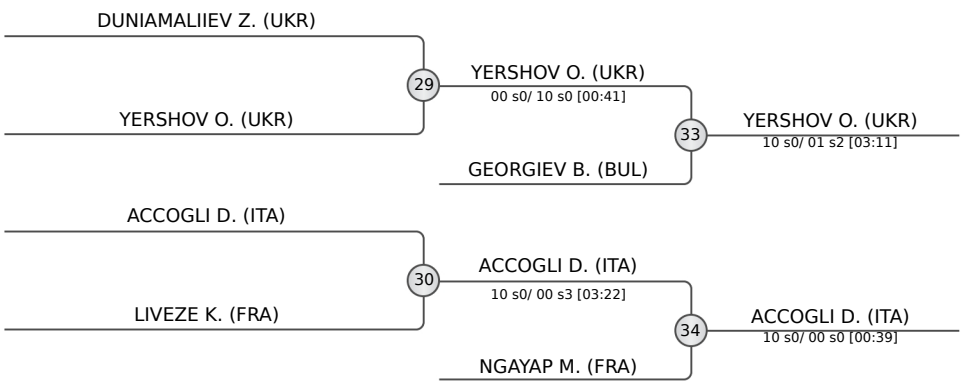 DUNIAMALIIEV Z. (UKR)
29
YERSHOV O. (UKR)
00 s0/ 10 s0 [00:41]
YERSHOV O. (UKR)
33
YERSHOV O. (UKR)
10 s0/ 01 s2 [03:11]
GEORGIEV B. (BUL)
ACCOGLI D. (ITA)
30
ACCOGLI D. (ITA)
10 s0/ 00 s3 [03:22]
LIVEZE K. (FRA)
34
ACCOGLI D. (ITA)
10 s0/ 00 s0 [00:39]
NGAYAP M. (FRA)